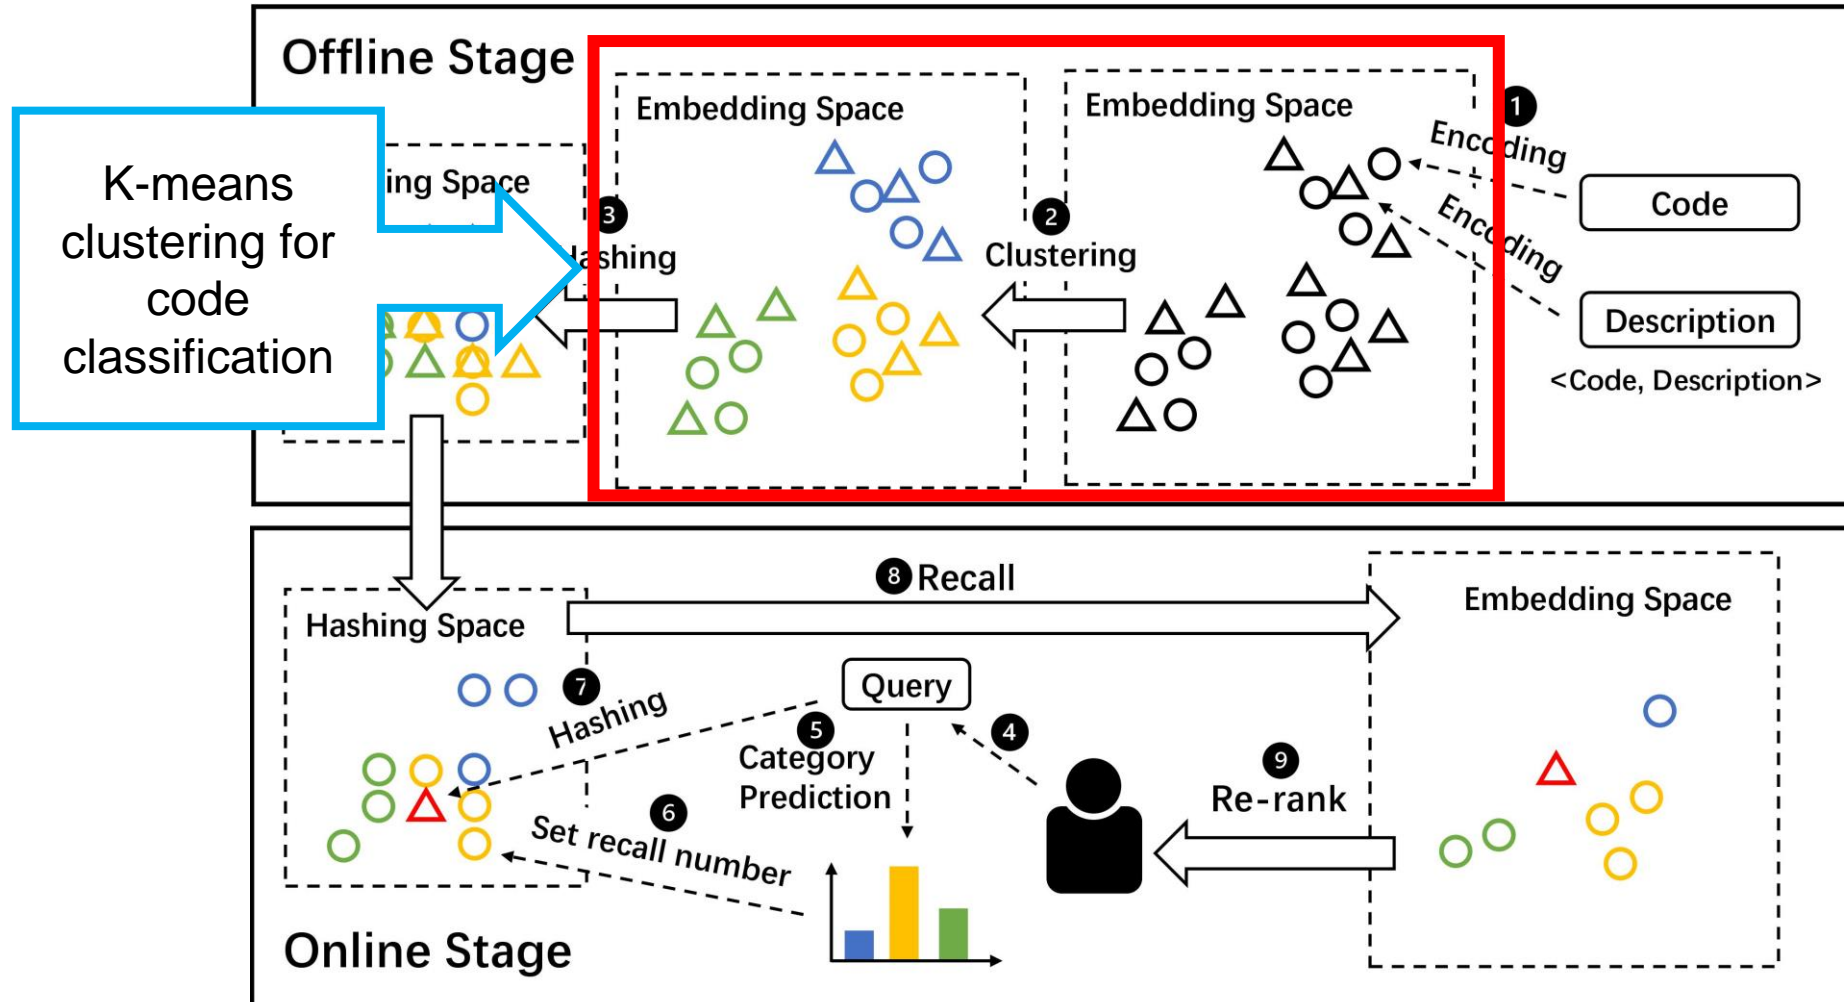 Offline Stage
K-means
clustering for
code
classification
ing Space
3
ashing
Embedding Space
2
Clustering
Embedding Space
1
Encoding
Encoding
Code
Description
<Code, Description>
8 Recall
Hashing Space
7
Hashing
Query
5
Category
Prediction
4
6
Set recall number
9
Re-rank
Embedding Space
Online Stage